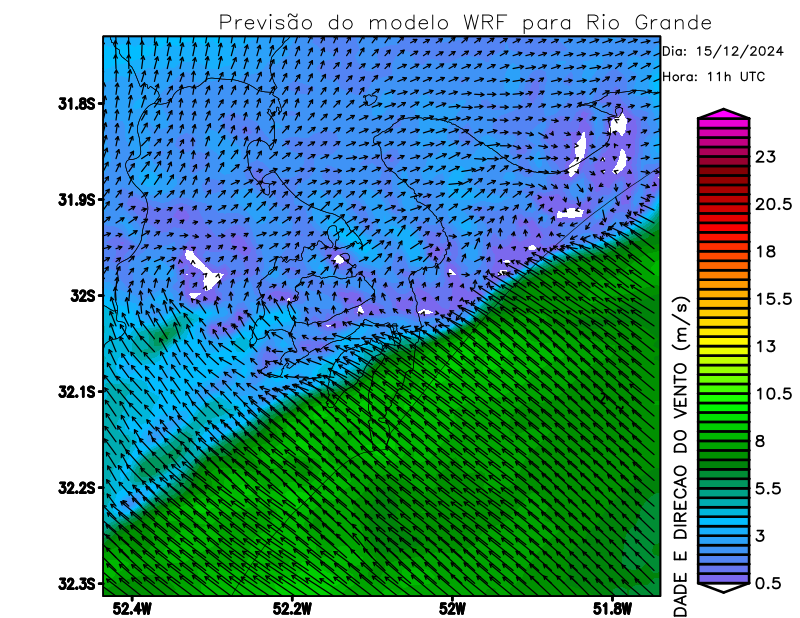 Previsão do modelo WRF para Rio Grande
Dia: 15/12/2024
Hora: 11h UTC
31.8S
31.9S
32S
32.1S
32.2S
32.3S
52.4W
52.2W
52W
51.8W
23
20.5
18
15.5
13
10.5
8
5.5
3
0.5
DADE E DIRECAO DO VENTO (m/s)